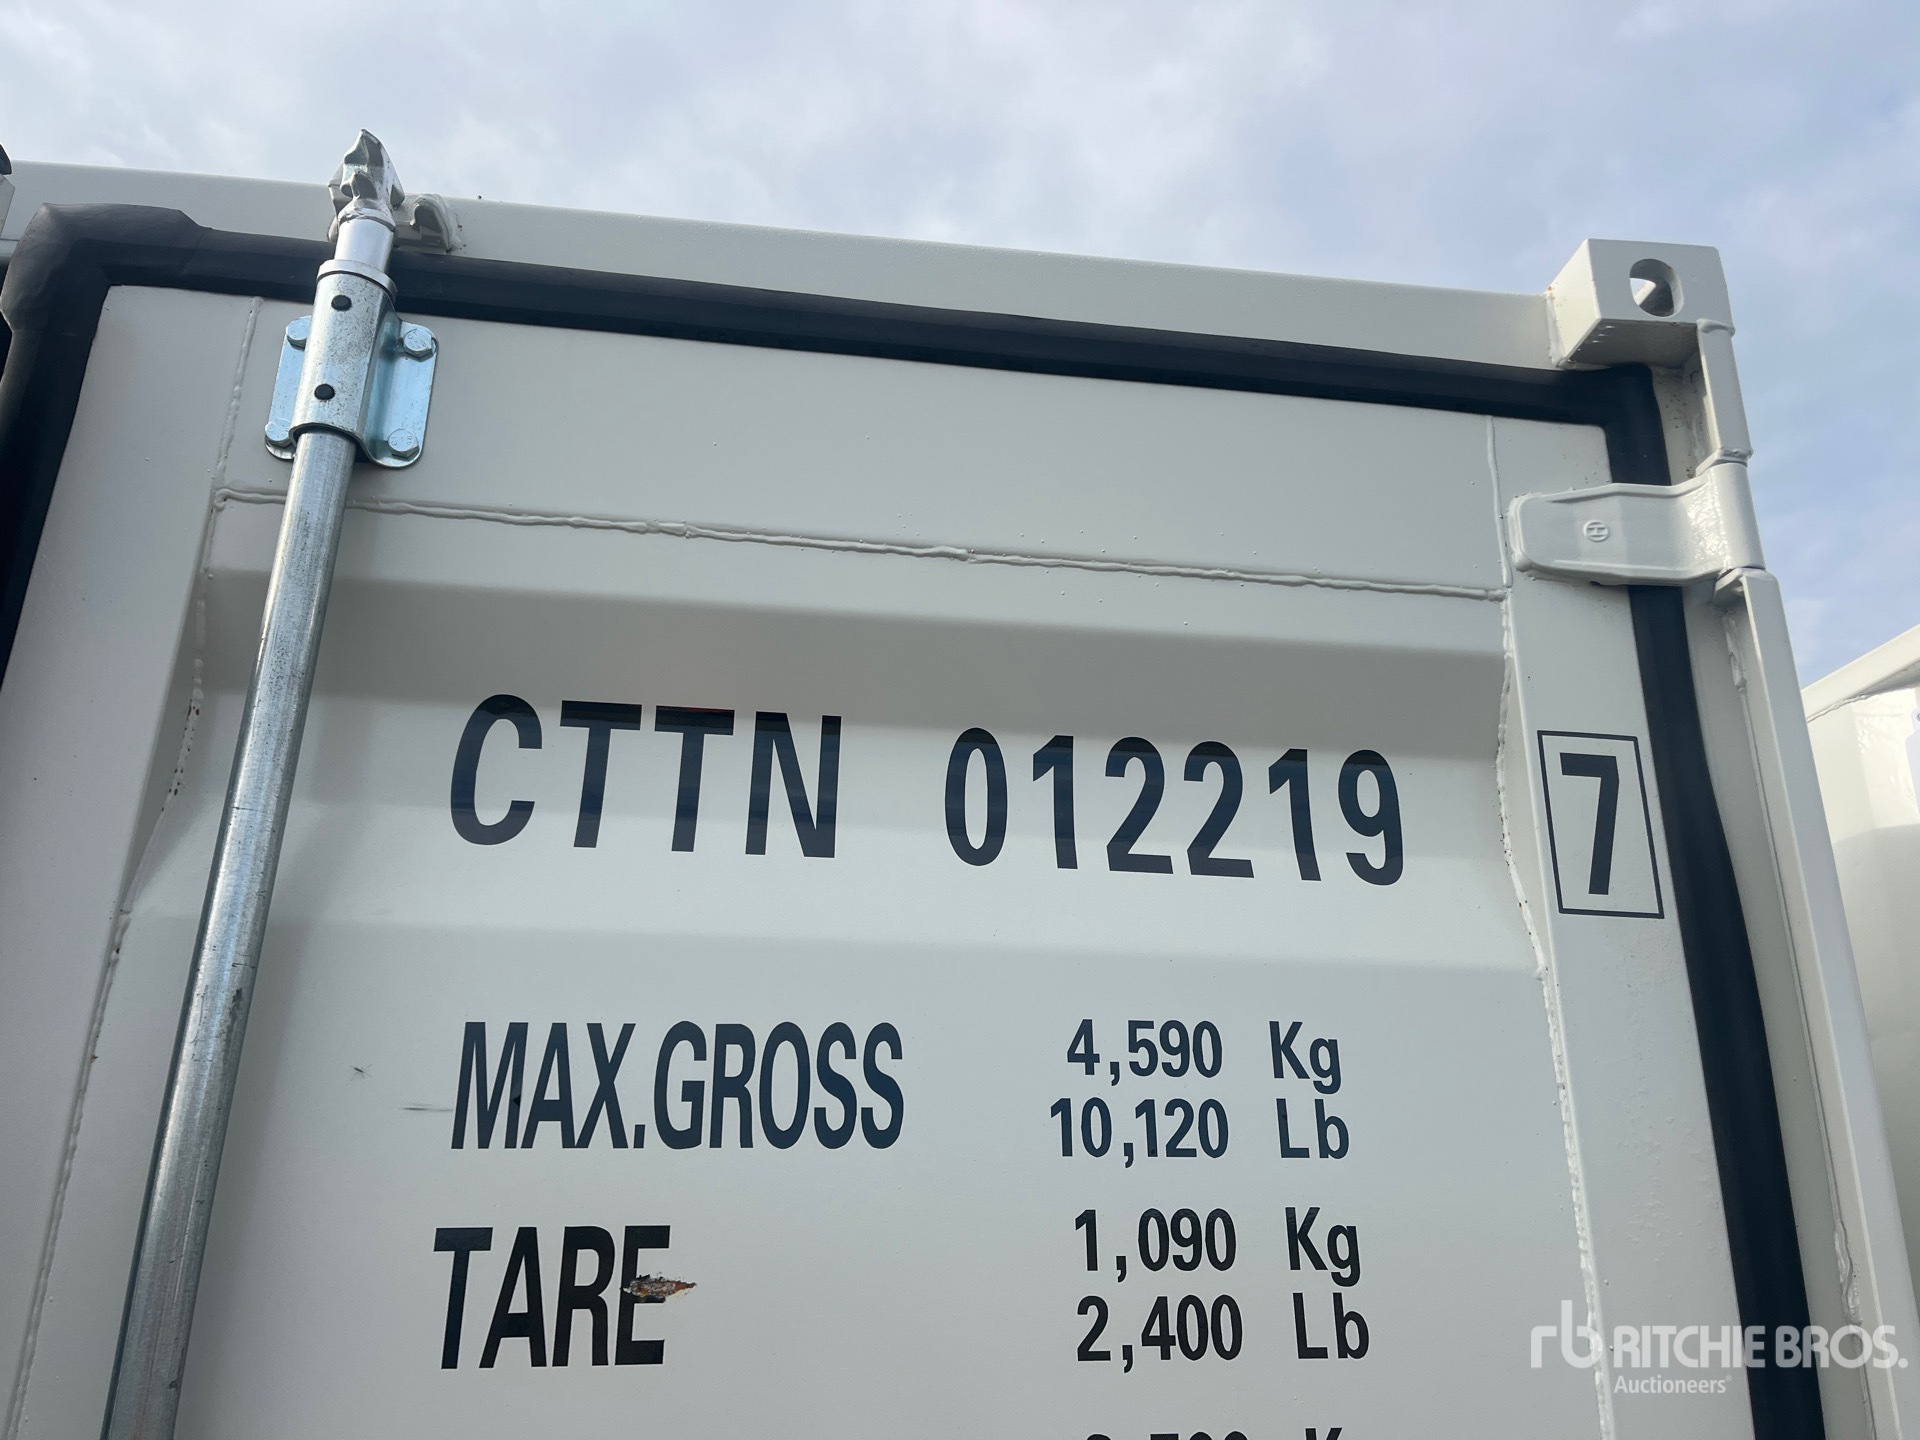 CTTN 012219 7
MAX.GROSS 4,590 Kg
10,120 Lb
TARE 1,090 Kg
2,400 Lb
rb RITCHIE BROS.
Auctioneers